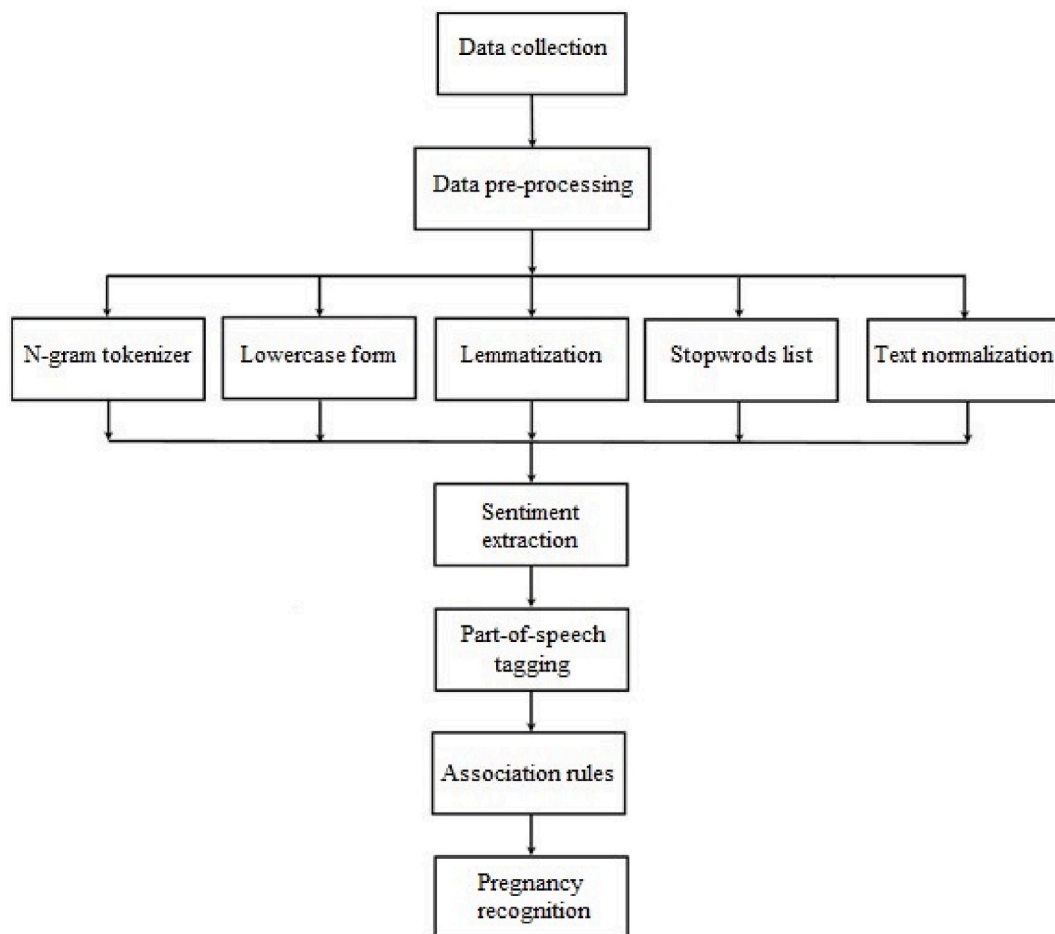 Data collection
Data pre-processing
N-gram tokenizer
Lowercase form
Lemmatization
Stopwrods list
Text normalization
Sentiment
extraction
Part-of-speech
tagging
Association rules
Pregnancy
recognition